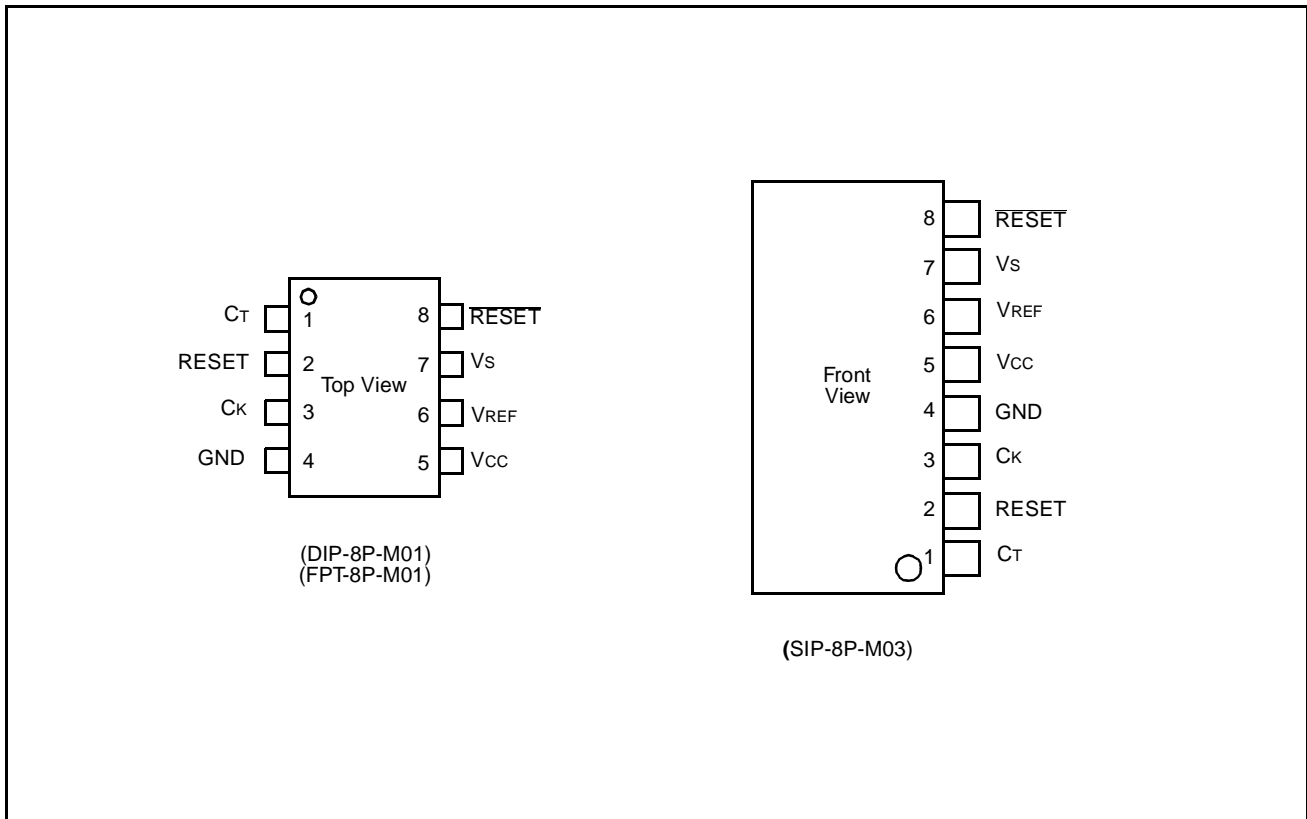 CT
1
8
RESET
RESET
2
7
VS
Top View
CK
3
6
VREF
GND
4
5
VCC
(DIP-8P-M01)
(FPT-8P-M01)
8
RESET
7
VS
6
VREF
5
VCC
Front
View
4
GND
3
CK
2
RESET
1
CT
(SIP-8P-M03)